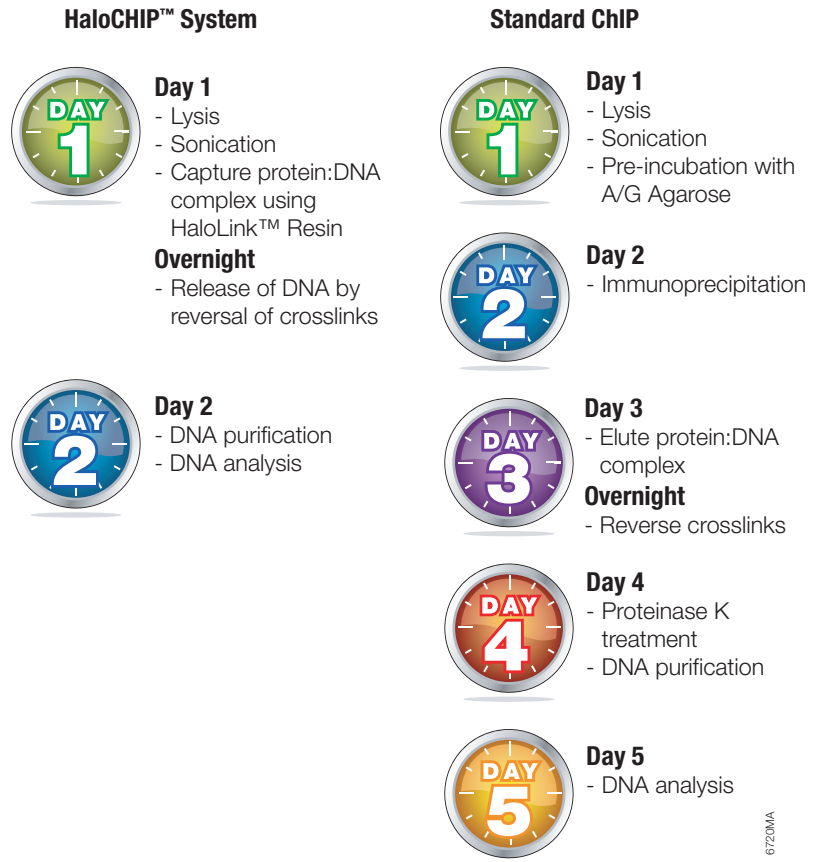 HaloCHIP™ System
DAY
1
Day 1
- Lysis
- Sonication
- Capture protein:DNA
complex using
HaloLink™ Resin
Overnight
- Release of DNA by
reversal of crosslinks
DAY
2
Day 2
- DNA purification
- DNA analysis
Standard ChIP
DAY
1
Day 1
- Lysis
- Sonication
- Pre-incubation with
A/G Agarose
DAY
2
Day 2
- Immunoprecipitation
DAY
3
Day 3
- Elute protein:DNA
complex
Overnight
- Reverse crosslinks
DAY
4
Day 4
- Proteinase K
treatment
- DNA purification
DAY
5
Day 5
- DNA analysis
6720MA